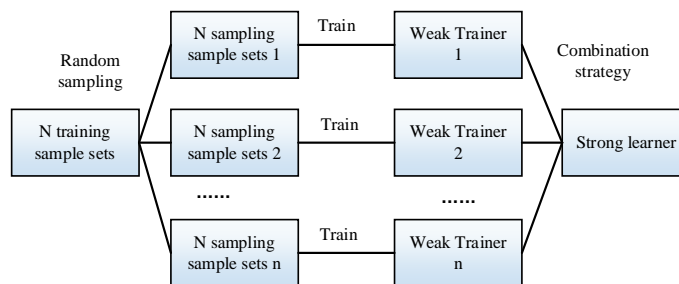 Random
sampling
N training
sample sets
N sampling
sample sets 1
Train
Weak Trainer
1
N sampling
sample sets 2
Train
Weak Trainer
2
......
......
N sampling
sample sets n
Train
Weak Trainer
n
Combination
strategy
Strong learner